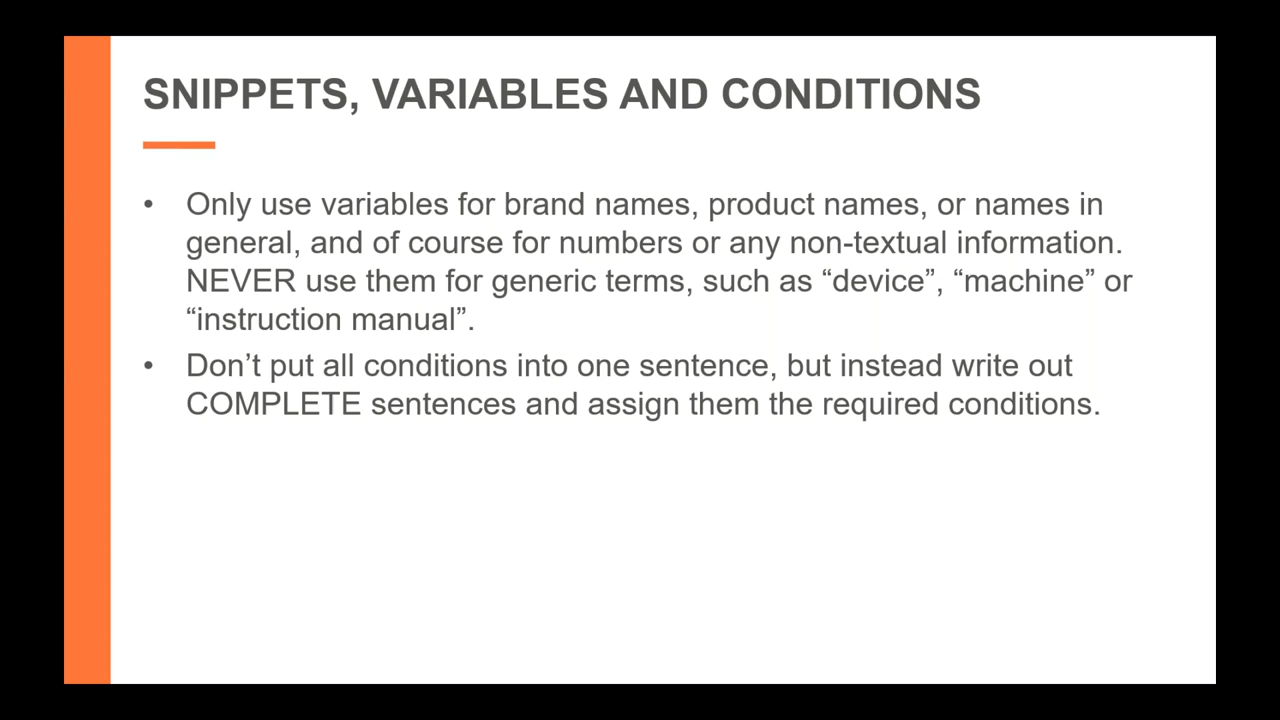 SNIPPETS, VARIABLES AND CONDITIONS
• Only use variables for brand names, product names, or names in
general, and of course for numbers or any non-textual information.
NEVER use them for generic terms, such as “device”, “machine” or
“instruction manual”.
• Don’t put all conditions into one sentence, but instead write out
COMPLETE sentences and assign them the required conditions.